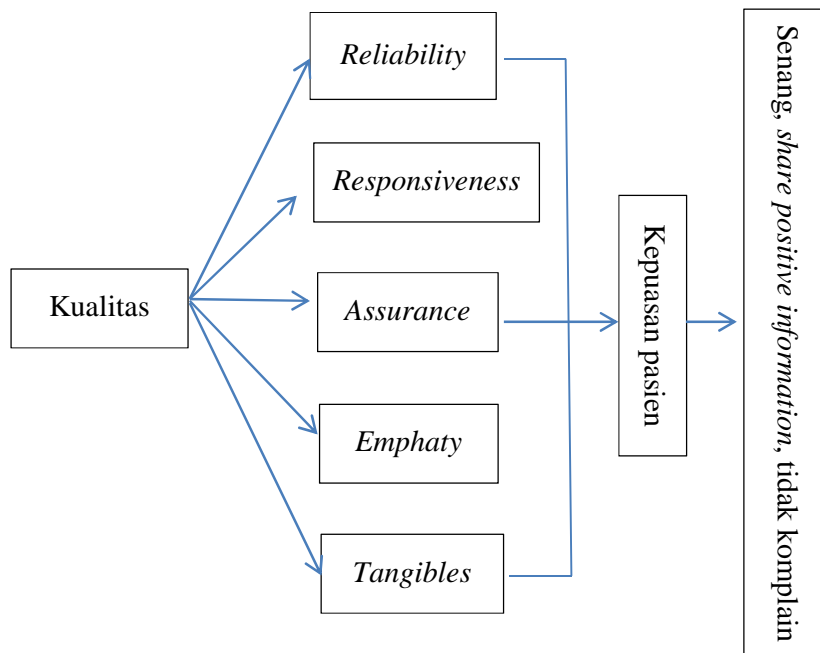 Kualitas
Reliability
Responsiveness
Assurance
Emphaty
Tangibles
Kepuasan pasien
Senang, share positive information, tidak komplain